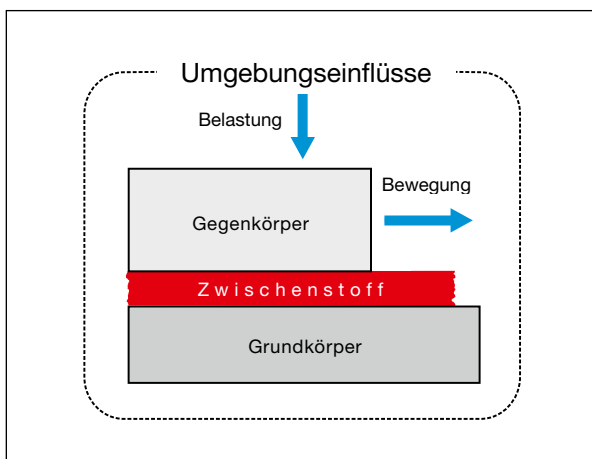 Umgebungseinflüsse
Belastung
Bewegung
Gegenkörper
Zwischenstoff
Grundkörper